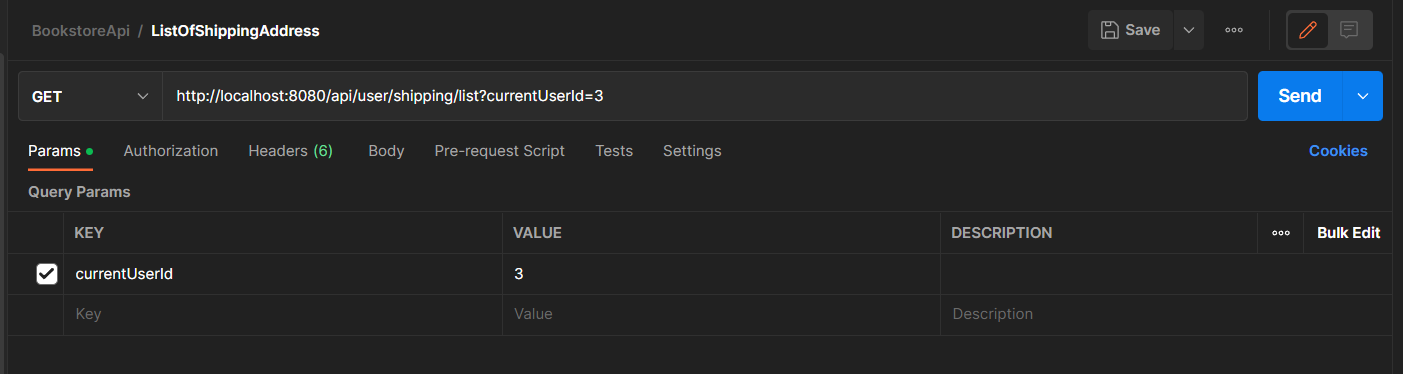 BookstoreApi / ListOfShippingAddress Save
GET http://localhost:8080/api/user/shipping/list?currentUserId=3 Send
Params Authorization Headers (6) Body Pre-request Script Tests Settings Cookies
Query Params
KEY VALUE DESCRIPTION Bulk Edit
currentUserId 3
Key Value Description